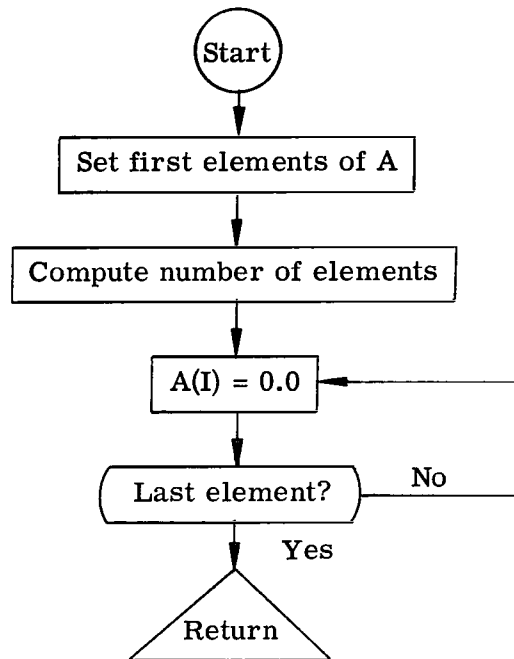 Start
Set first elements of A
Compute number of elements
A(I) = 0.0
Last element?
No
Yes
Return